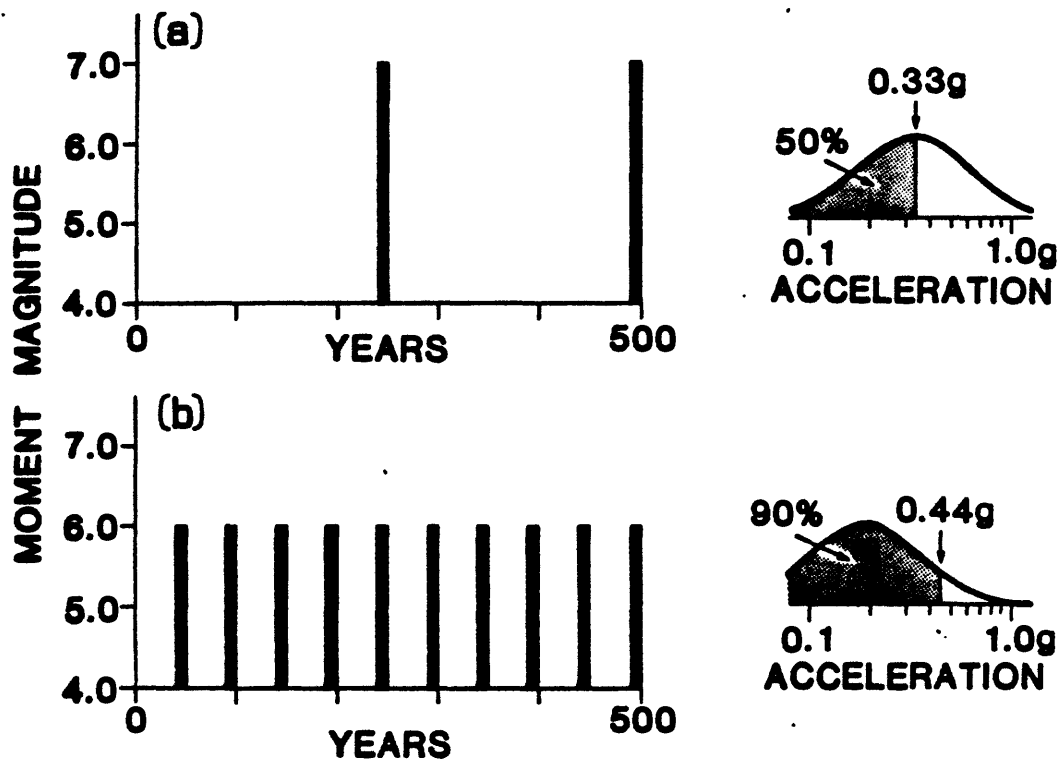 MOMENT MAGNITUDE
(a)
7.0
6.0
5.0
4.0
0
YEARS
500
0.33g
50%
0.1
1.0g
ACCELERATION
(b)
7.0
6.0
5.0
4.0
0
YEARS
500
90%
0.44g
0.1
1.0g
ACCELERATION